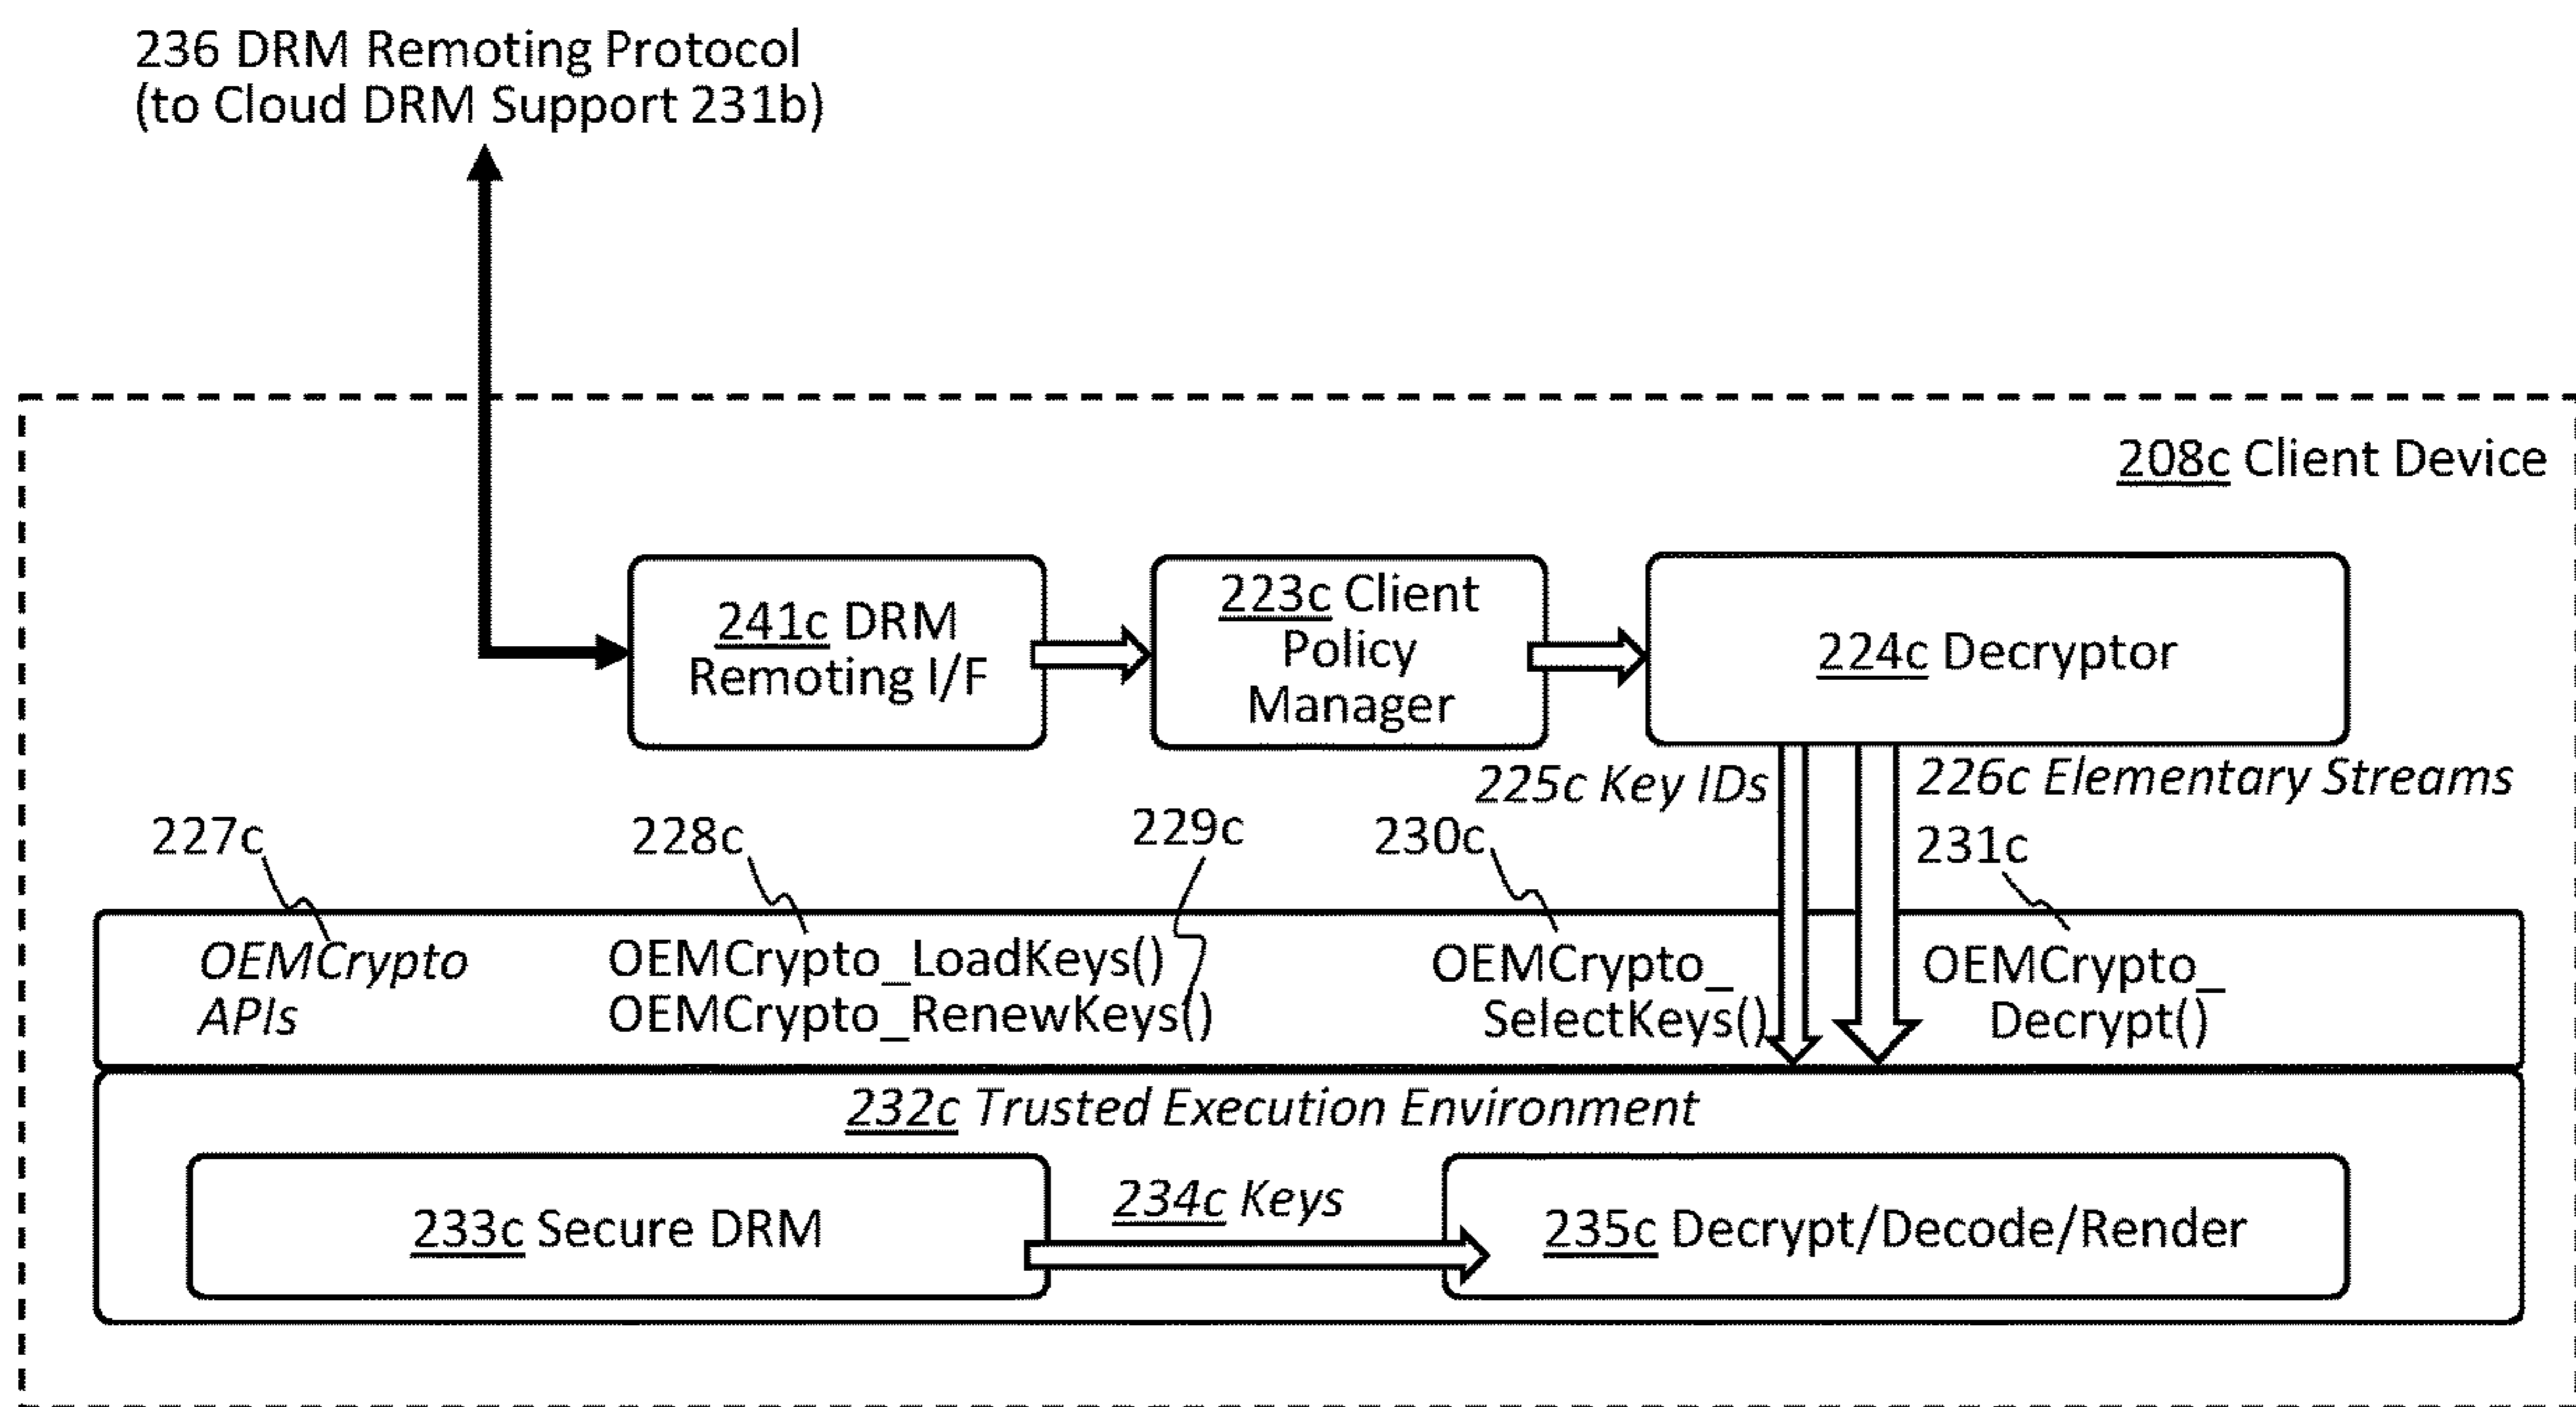 236 DRM Remoting Protocol
(to Cloud DRM Support 231b)
208c Client Device
241c DRM
Remoting I/F
223c Client
Policy
Manager
224c Decryptor
225c Key IDs
226c Elementary Streams
227c
228c
229c
230c
231c
OEMCrypto
APIs
OEMCrypto_LoadKeys()
OEMCrypto_RenewKeys()
OEMCrypto_
SelectKeys()
OEMCrypto_
Decrypt()
232c Trusted Execution Environment
233c Secure DRM
234c Keys
235c Decrypt/Decode/Render